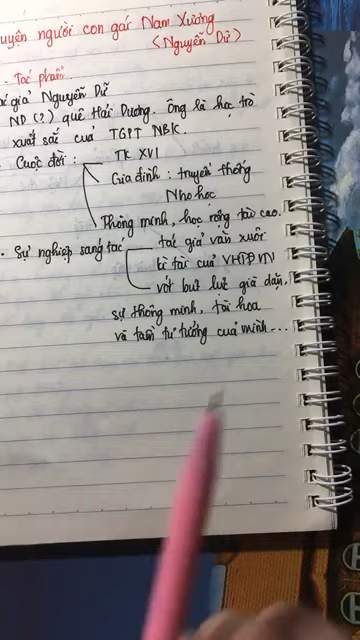 uyện người con gái Nam Xương
(Nguyễn Dữ)
- Tác phẩm
ác giả Nguyễn Dữ
ND (?) quê Hải Dương. Ông là học trò
xuất sắc của TGPT NBK.
- Cuộc đời : TK XVI
Gia đình : truyền thống
Nho học
Thông minh, học rộng tài cao.
- Sự nghiệp sáng tác tác giả văn xuôi
kì tài của VHTĐVN
với bút lực già dặn,
sự thông minh, tài hoa
và tâm tư tưởng của mình...